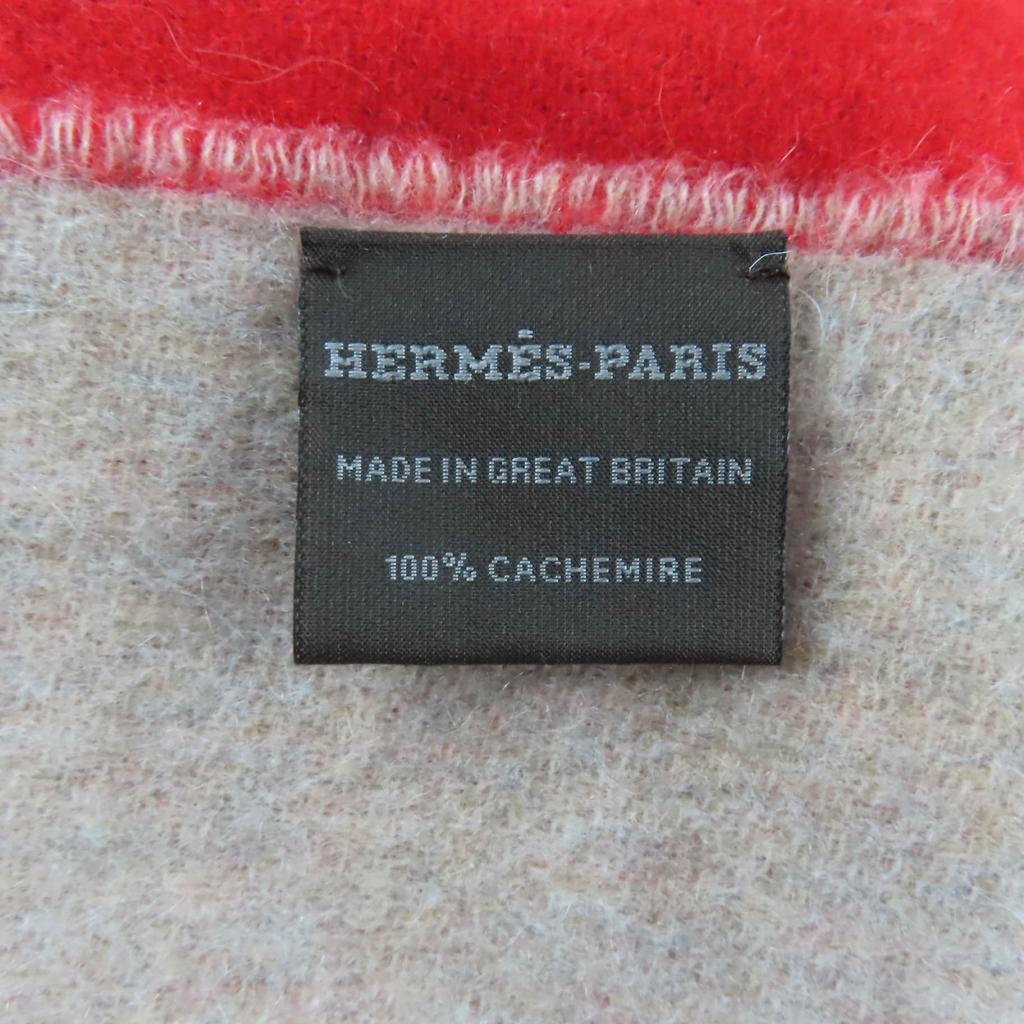 HERMÈS-PARIS
MADE IN GREAT BRITAIN
100% CACHEMIRE